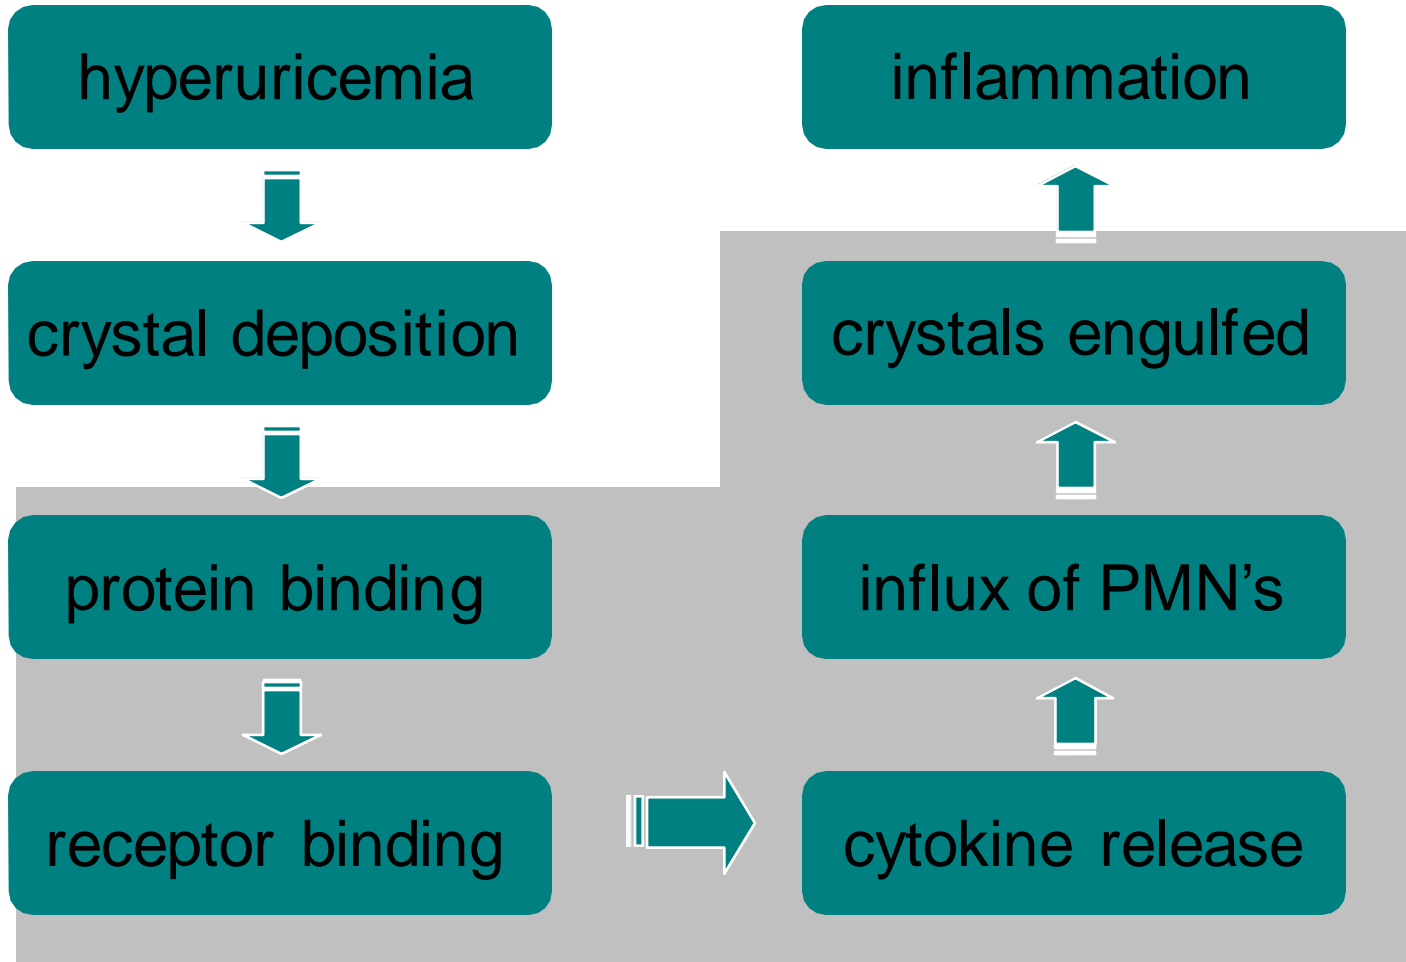 hyperuricemia
crystal deposition
protein binding
receptor binding
cytokine release
influx of PMN’s
crystals engulfed
inflammation